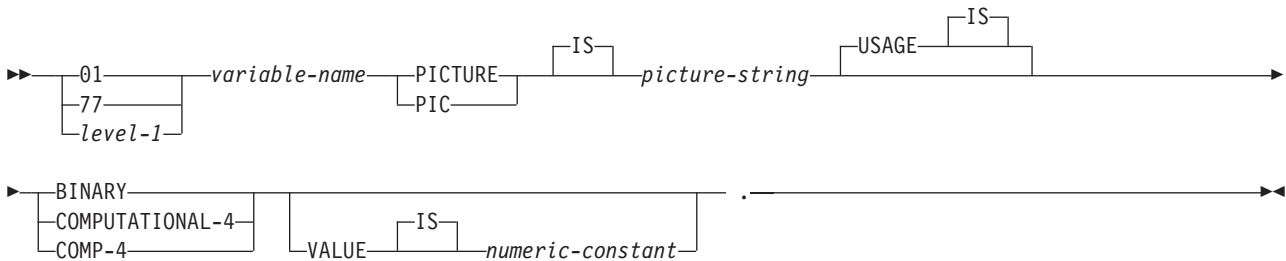 IS
IS USAGE
01 variable-name PICTURE picture-string
77 PIC
level-1
BINARY .
COMPUTATIONAL-4 IS
COMP-4 VALUE numeric-constant